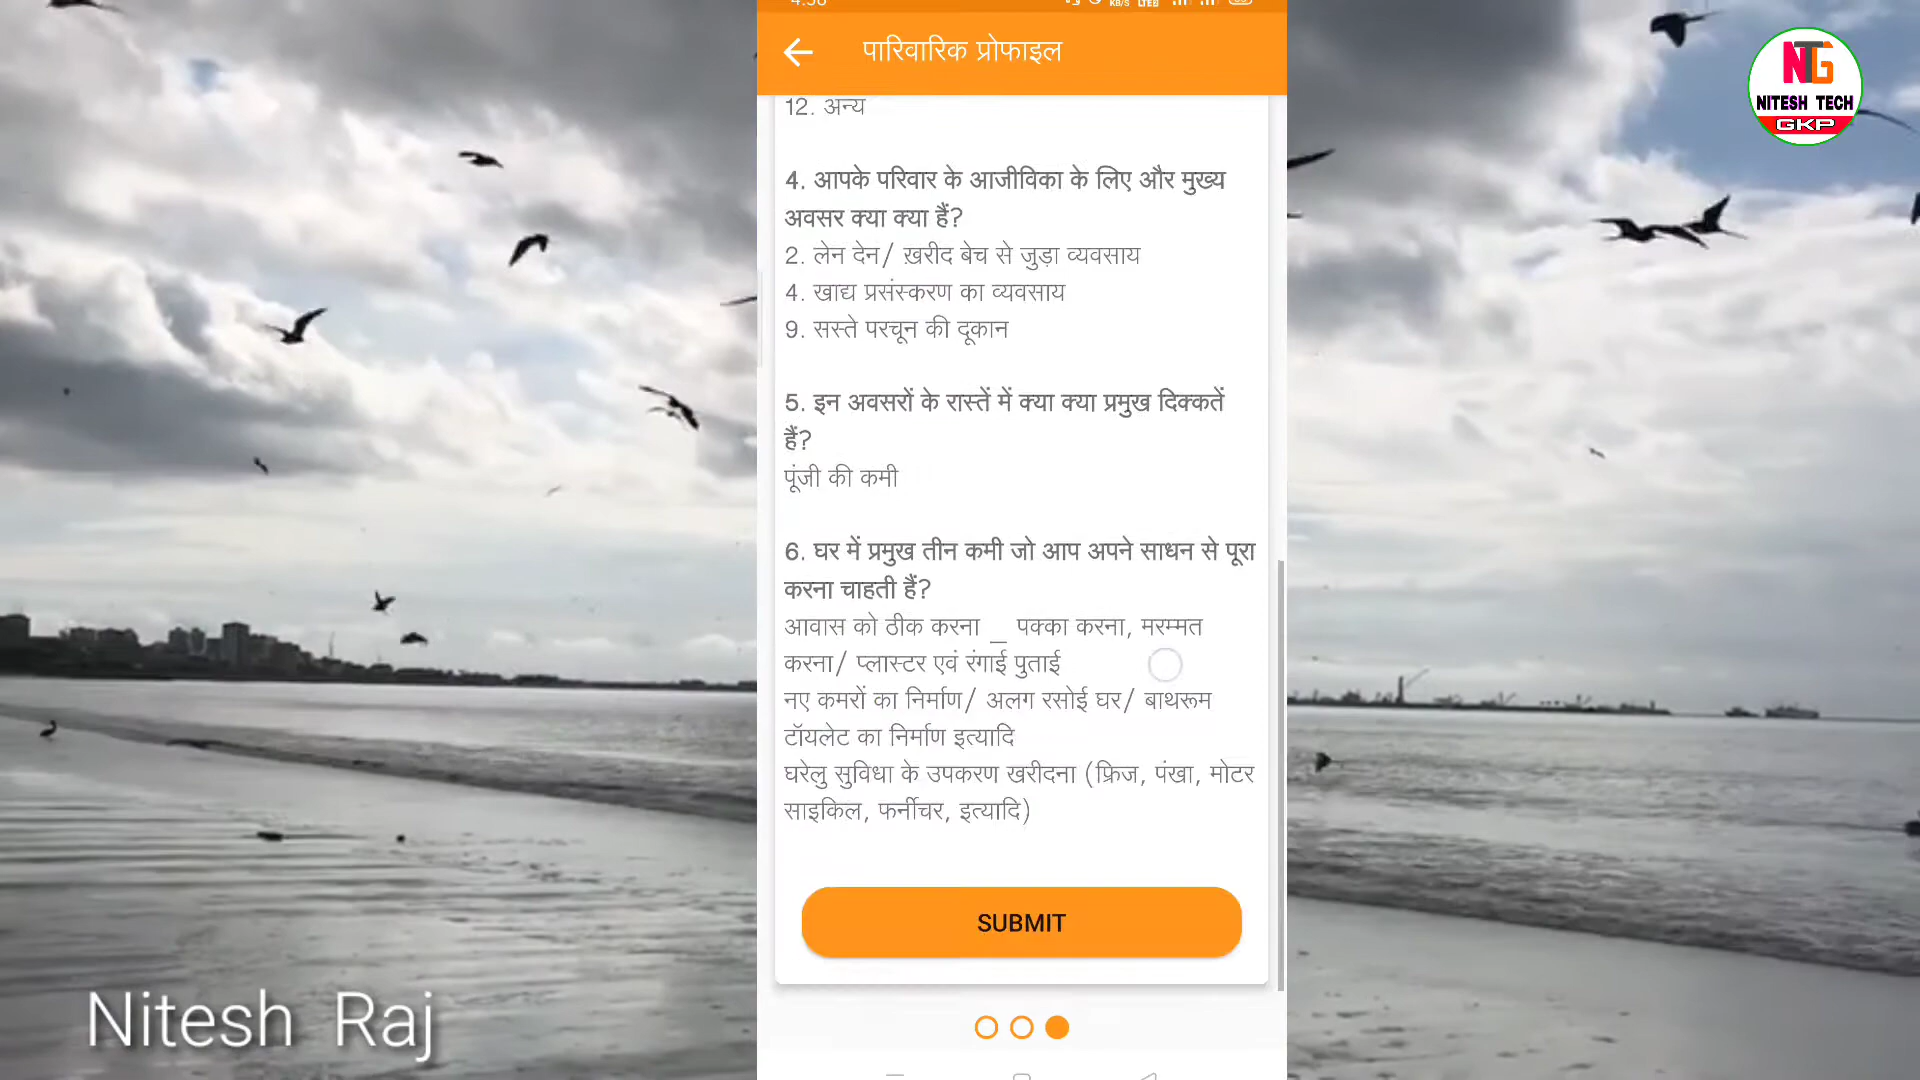 पारिवारिक प्रोफाइल
12. अन्य
4. आपके परिवार के आजीविका के लिए और मुख्य
अवसर क्या क्या हैं?
2. लेन देन/ ख़रीद बेच से जुड़ा व्यवसाय
4. खाद्य प्रसंस्करण का व्यवसाय
9. सस्ते परचून की दूकान
5. इन अवसरों के रास्तें में क्या क्या प्रमुख दिक्कतें
हैं?
पूंजी की कमी
6. घर में प्रमुख तीन कमी जो आप अपने साधन से पूरा
करना चाहती हैं?
आवास को ठीक करना _ पक्का करना, मरम्मत
करना/ प्लास्टर एवं रंगाई पुताई
नए कमरों का निर्माण/ अलग रसोई घर/ बाथरूम
टॉयलेट का निर्माण इत्यादि
घरेलु सुविधा के उपकरण खरीदना (फ्रिज, पंखा, मोटर
साइकिल, फर्नीचर, इत्यादि)
SUBMIT
NTG
NITESH TECH
GKP
Nitesh Raj